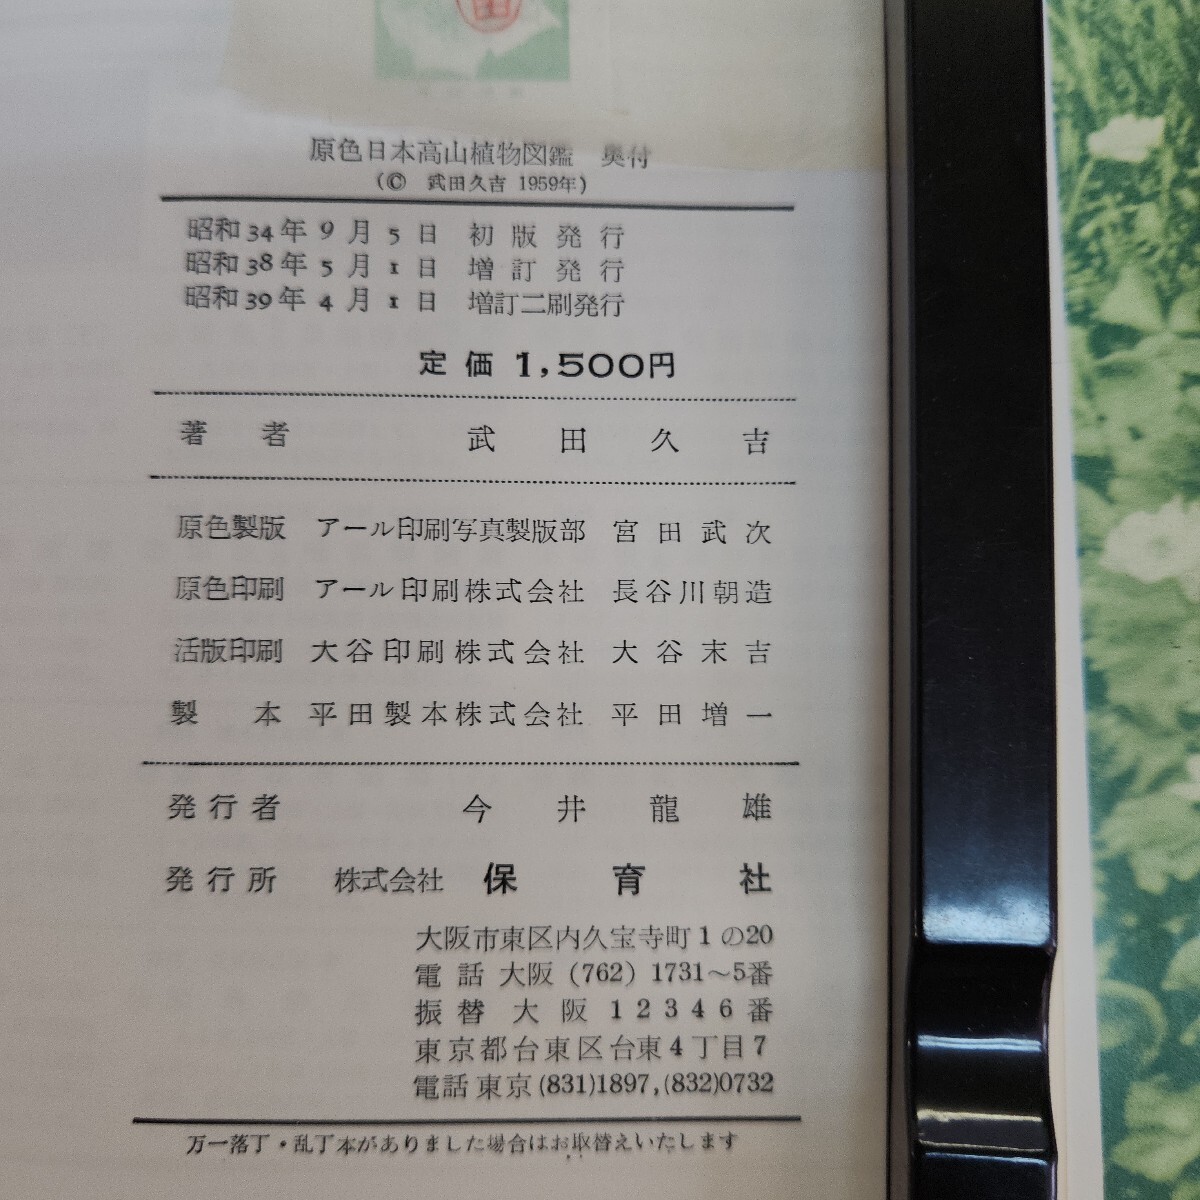 田
原色日本高山植物図鑑 奥付
(© 武田久吉 1959年)
昭和34年9月5日 初版発行
昭和38年5月1日 増訂発行
昭和39年4月1日 増訂二刷発行
定価 1,500円
著者 武田久吉
原色製版 アール印刷写真製版部 宮田武次
原色印刷 アール印刷株式会社 長谷川朝造
活版印刷 大谷印刷株式会社 大谷末吉
製本 平田製本株式会社 平田増一
発行者 今井龍雄
発行所 株式会社 保育社
大阪市東区内久宝寺町1の20
電話 大阪 (762) 1731〜5番
振替 大阪 12346番
東京都台東区台東4丁目7
電話東京(831)1897,(832)0732
万一落丁・乱丁本がありました場合はお取替えいたします